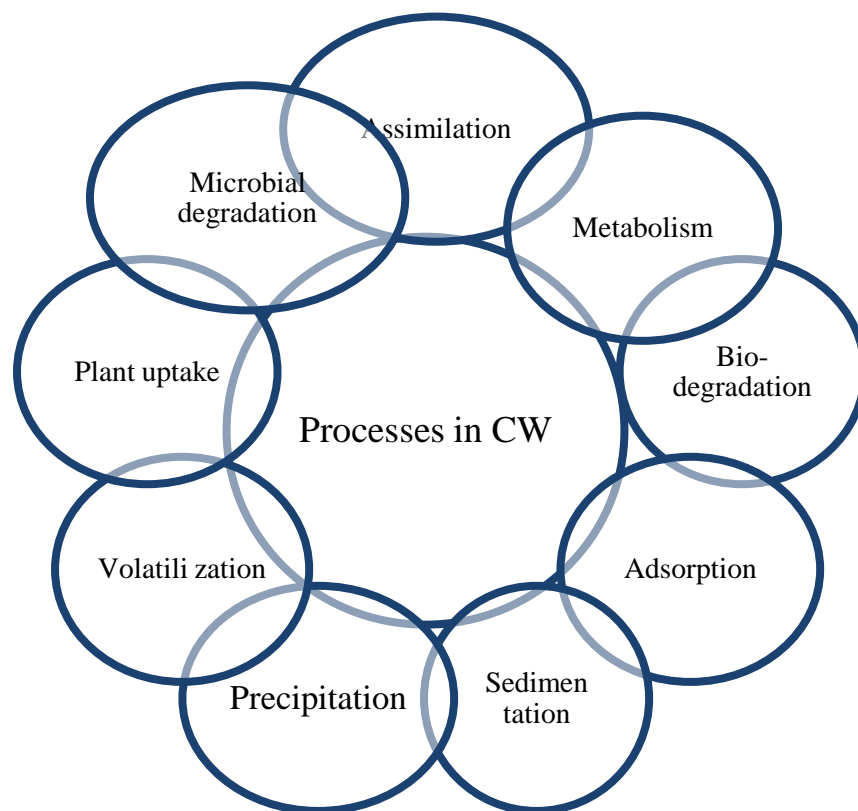 Assimilation
Microbial
degradation
Metabolism
Plant uptake
Bio-
degradation
Processes in CW
Volatili zation
Adsorption
Precipitation
Sedimen
tation